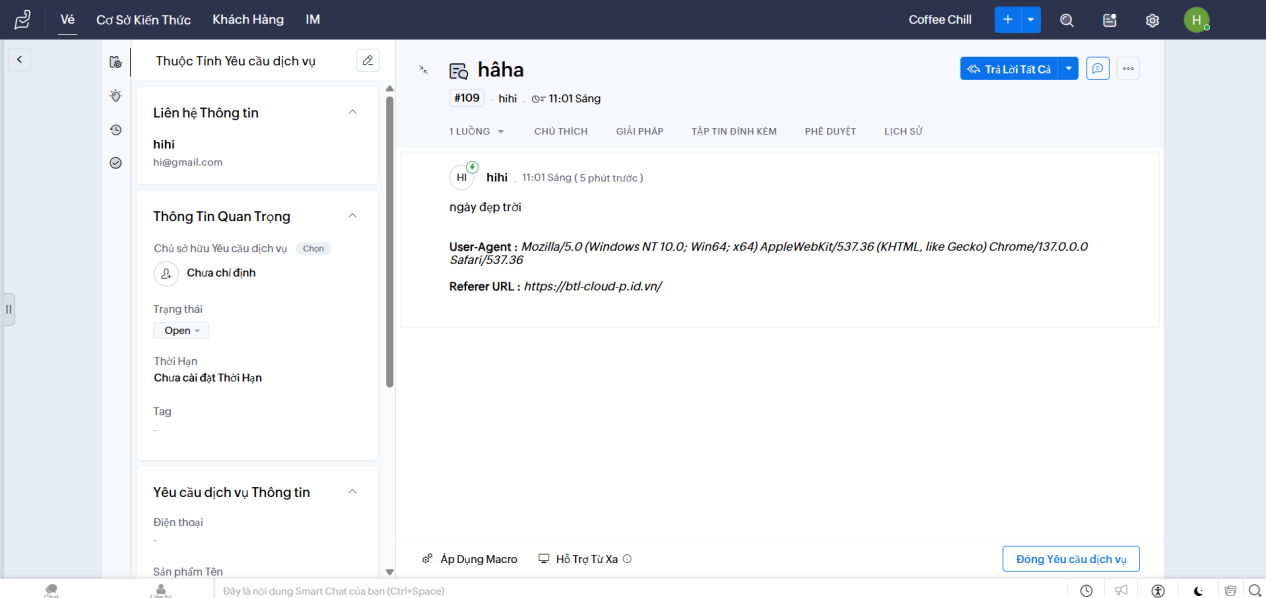 Vé Cơ Sở Kiến Thức Khách Hàng IM Coffee Chill H
Thuộc Tính Yêu cầu dịch vụ
Liên hệ Thông tin
hihi
hi@gmail.com
Thông Tin Quan Trọng
Chủ sở hữu Yêu cầu dịch vụ Chọn
Chưa chỉ định
Trạng thái
Open
Thời Hạn
Chưa cài đặt Thời Hạn
Tag
-
Yêu cầu dịch vụ Thông tin
Điện thoại
-
Sản phẩm Tên
hâha
Trả Lời Tất Cả
#109 . hihi . 11:01 Sáng
1 LUỒNG CHÚ THÍCH GIẢI PHÁP TẬP TIN ĐÍNH KÈM PHÊ DUYỆT LỊCH SỬ
HI hihi . 11:01 Sáng ( 5 phút trước )
ngày đẹp trời
User-Agent : Mozilla/5.0 (Windows NT 10.0; Win64; x64) AppleWebKit/537.36 (KHTML, like Gecko) Chrome/137.0.0.0
Safari/537.36
Referer URL : https://btl-cloud-p.id.vn/
Áp Dụng Macro Hỗ Trợ Từ Xa Đóng Yêu cầu dịch vụ
Chat Liên hệ Đây là nội dung Smart Chat của bạn (Ctrl+Space)